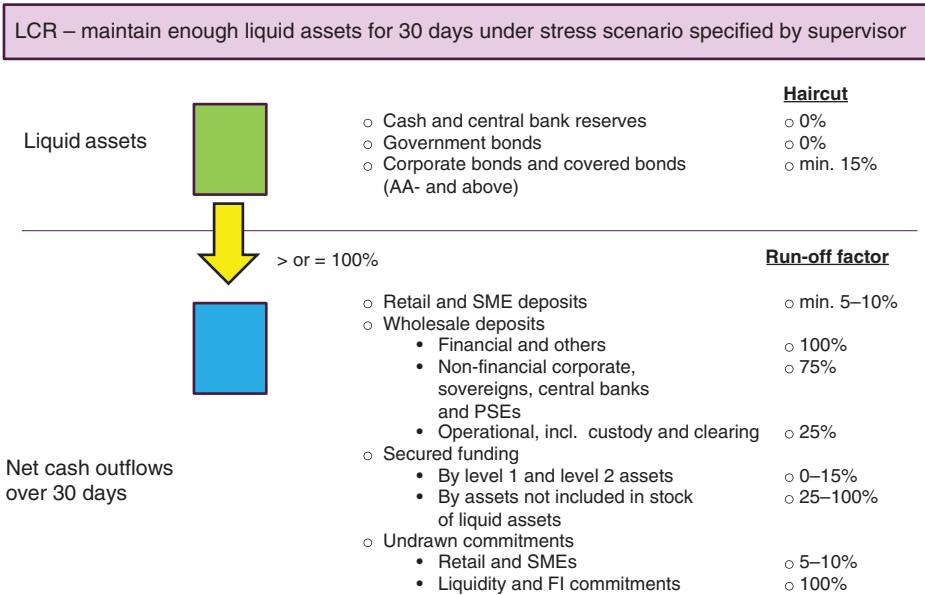 LCR – maintain enough liquid assets for 30 days under stress scenario specified by supervisor
Haircut
Liquid assets
○ Cash and central bank reserves ○ 0%
○ Government bonds ○ 0%
○ Corporate bonds and covered bonds ○ min. 15%
(AA- and above)
> or = 100%
Run-off factor
○ Retail and SME deposits ○ min. 5–10%
○ Wholesale deposits
• Financial and others ○ 100%
• Non-financial corporate, ○ 75%
sovereigns, central banks
and PSEs
• Operational, incl. custody and clearing ○ 25%
Net cash outflows
over 30 days
○ Secured funding
• By level 1 and level 2 assets ○ 0–15%
• By assets not included in stock ○ 25–100%
of liquid assets
○ Undrawn commitments
• Retail and SMEs ○ 5–10%
• Liquidity and FI commitments ○ 100%